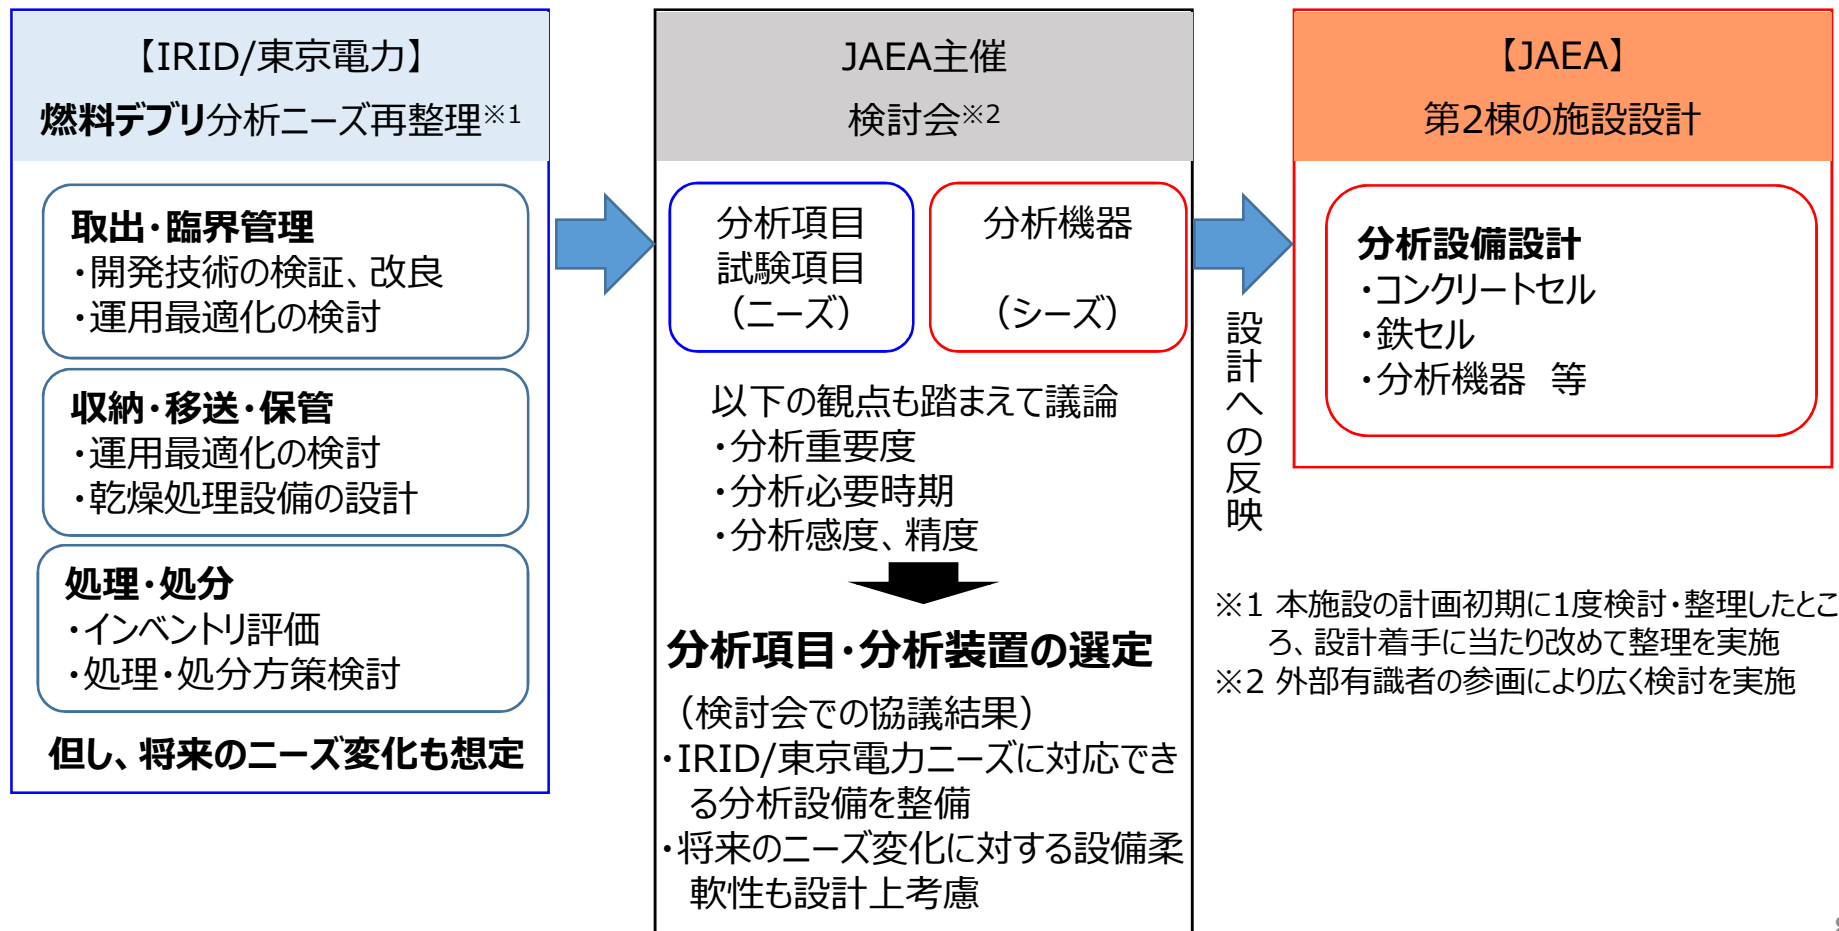 【IRID/東京電力】
燃料デブリ分析ニーズ再整理※1
取出・臨界管理
・開発技術の検証、改良
・運用最適化の検討
収納・移送・保管
・運用最適化の検討
・乾燥処理設備の設計
処理・処分
・インベントリ評価
・処理・処分方策検討
但し、将来のニーズ変化も想定
JAEA主催
検討会※2
分析項目
試験項目
（ニーズ）
分析機器
（シーズ）
以下の観点も踏まえて議論
・分析重要度
・分析必要時期
・分析感度、精度
分析項目・分析装置の選定
（検討会での協議結果）
・IRID/東京電力ニーズに対応でき
る分析設備を整備
・将来のニーズ変化に対する設備柔
軟性も設計上考慮
設計への反映
【JAEA】
第2棟の施設設計
分析設備設計
・コンクリートセル
・鉄セル
・分析機器　等
※1 本施設の計画初期に1度検討・整理したとこ
ろ、設計着手に当たり改めて整理を実施
※2 外部有識者の参画により広く検討を実施